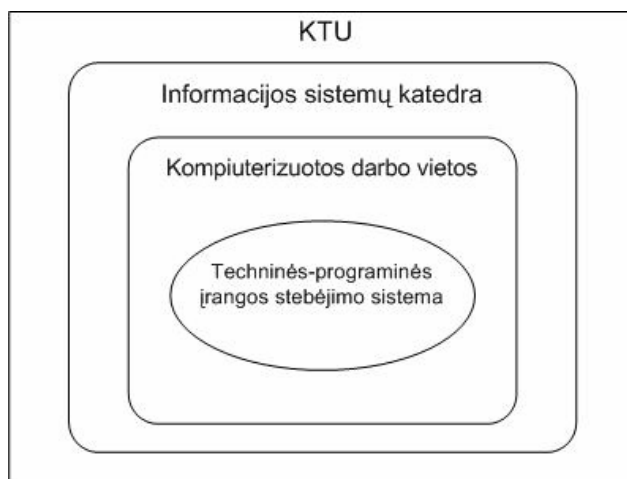 KTU
Informacijos sistemų katedra
Kompiuterizuotos darbo vietos
Techninės-programinės
įrangos stebėjimo sistema